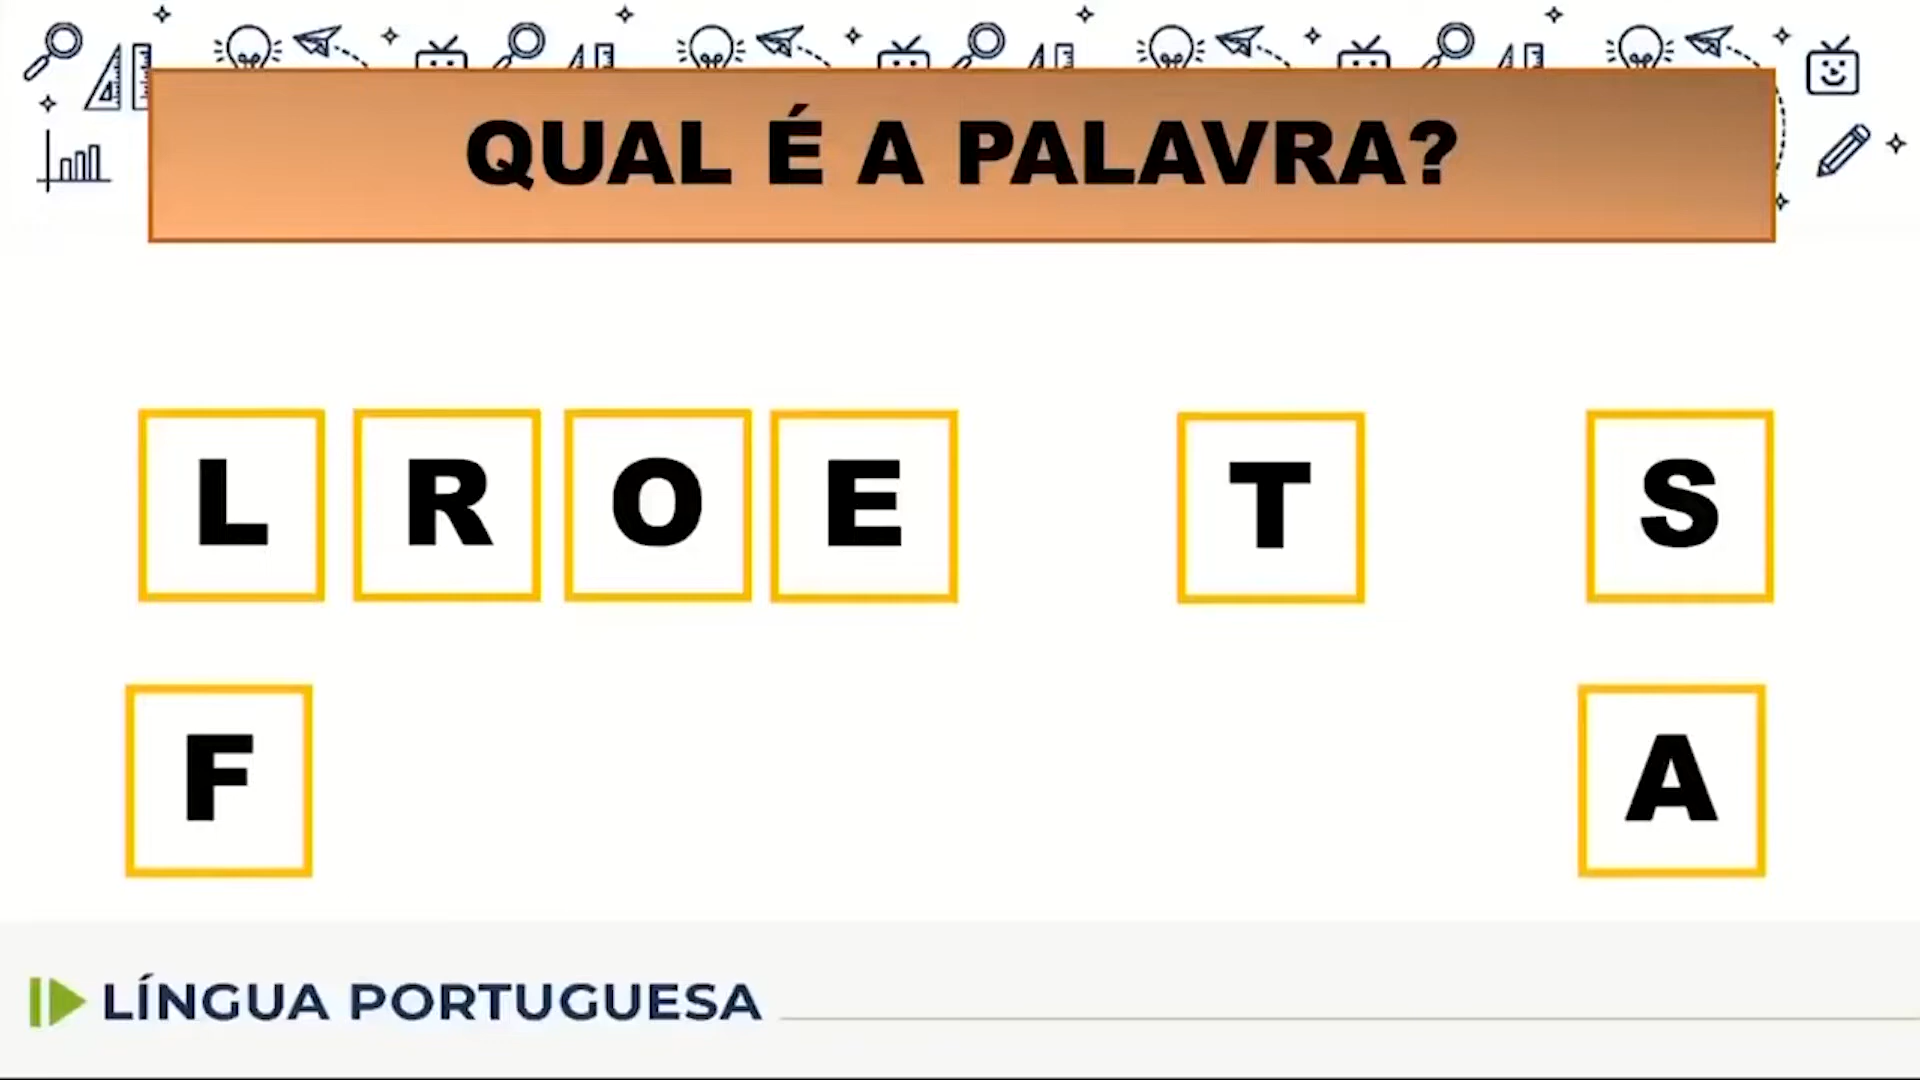 QUAL É A PALAVRA?
L R O E T S
F A
LÍNGUA PORTUGUESA